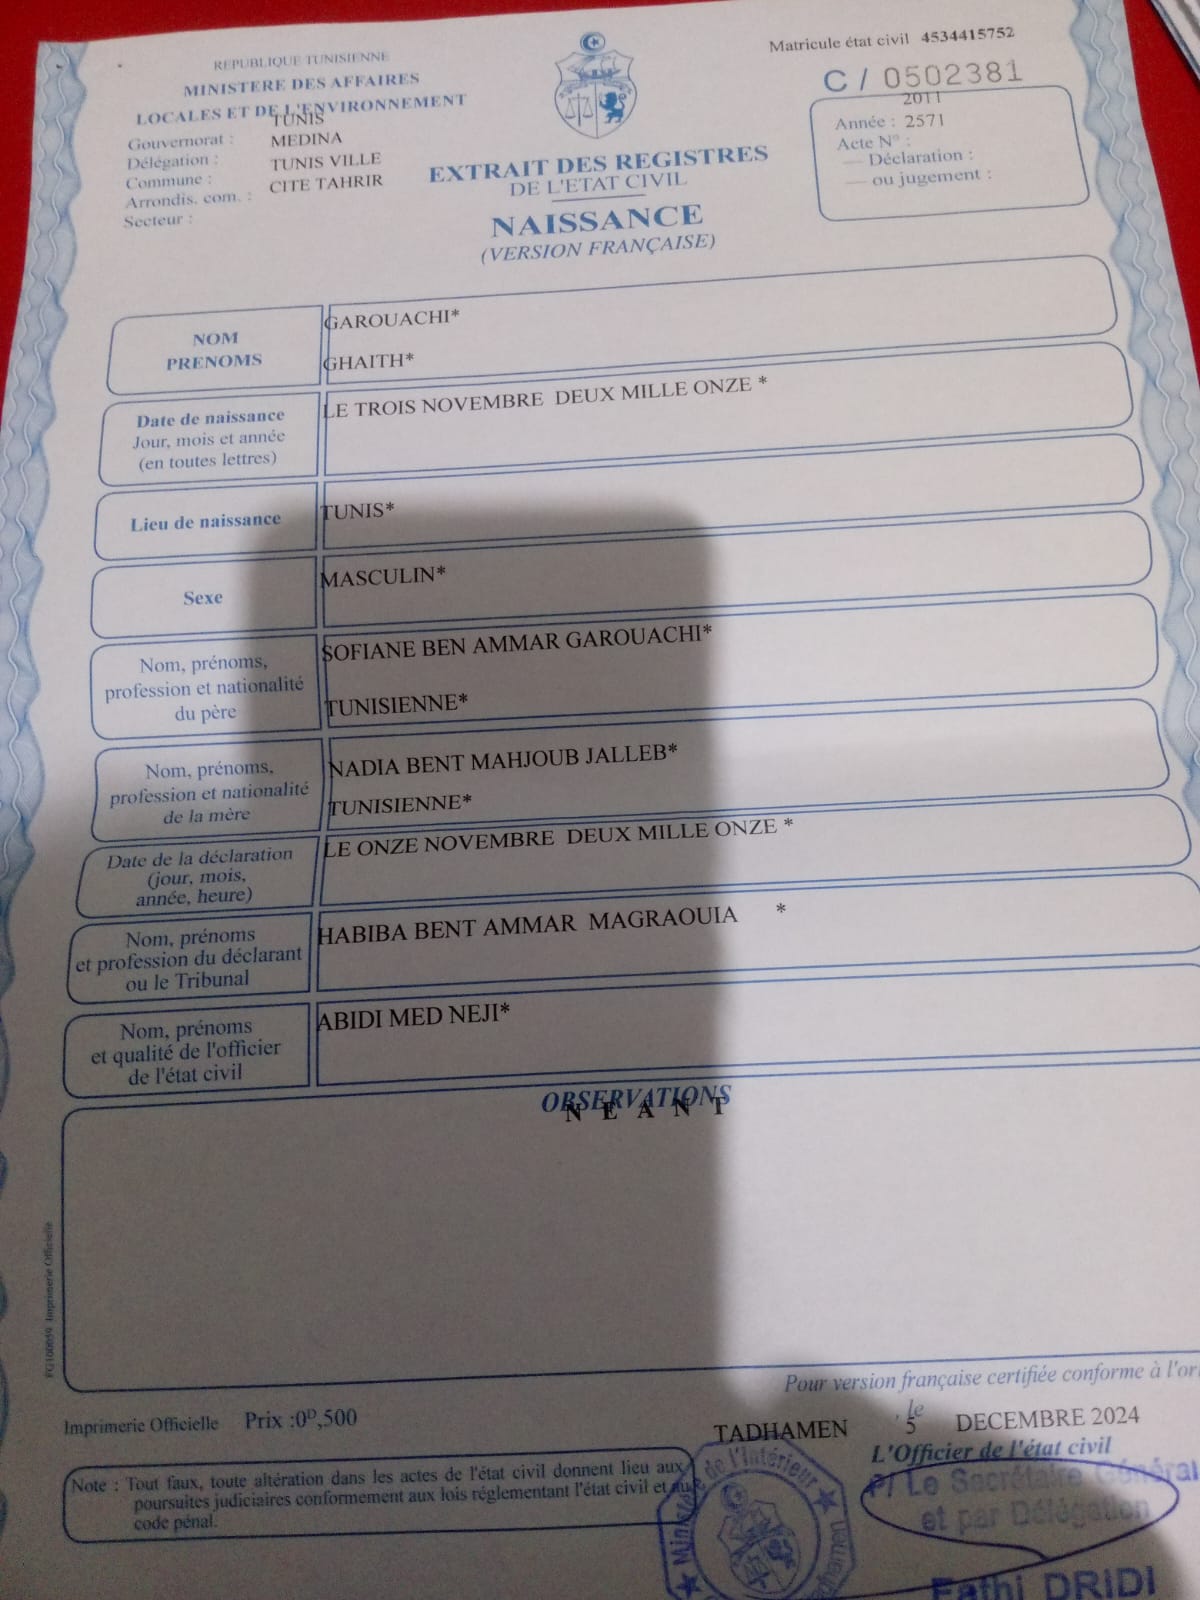 REPUBLIQUE TUNISIENNE
MINISTERE DES AFFAIRES
LOCALES ET DE L'ENVIRONNEMENT
Gouvernorat : TUNIS
Délégation : MEDINA
Commune : TUNIS VILLE
Arrondis. com. : CITE TAHRIR
Secteur :
Matricule état civil 4534415752
C / 0502381
2011
Année : 2571
Acte N° :
— Déclaration :
— ou jugement :
EXTRAIT DES REGISTRES
DE L'ETAT CIVIL
NAISSANCE
(VERSION FRANÇAISE)
NOM
PRENOMS
GAROUACHI*
GHAITH*
Date de naissance
Jour, mois et année
(en toutes lettres)
LE TROIS NOVEMBRE DEUX MILLE ONZE *
Lieu de naissance
TUNIS*
Sexe
MASCULIN*
Nom, prénoms,
profession et nationalité
du père
SOFIANE BEN AMMAR GAROUACHI*
TUNISIENNE*
Nom, prénoms,
profession et nationalité
de la mère
NADIA BENT MAHJOUB JALLEB*
TUNISIENNE*
Date de la déclaration
(jour, mois,
année, heure)
LE ONZE NOVEMBRE DEUX MILLE ONZE *
Nom, prénoms
et profession du déclarant
ou le Tribunal
HABIBA BENT AMMAR MAGRAOUIA *
Nom, prénoms
et qualité de l'officier
de l'état civil
ABIDI MED NEJI*
OBSERVATIONS
N E A N T
Imprimerie Officielle
Pour version française certifiée conforme à l'ori
Imprimerie Officielle Prix :0ᴰ,500
TADHAMEN , le 5 DECEMBRE 2024
L'Officier de l'état civil
P/ Le Secrétaire Général
et par Délégation
Fathi DRIDI
Note : Tout faux, toute altération dans les actes de l'état civil donnent lieu aux
poursuites judiciaires conformement aux lois réglementant l'état civil et au
code pénal.
Ministère de l'Intérieur